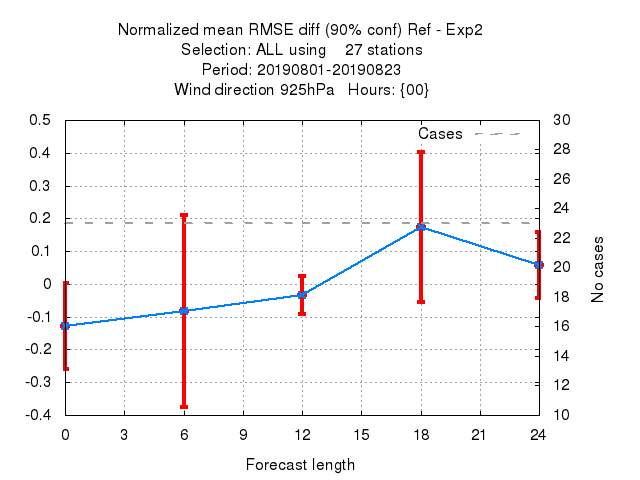 Normalized mean RMSE diff (90% conf) Ref - Exp2
Selection: ALL using    27 stations
Period: 20190801-20190823
Wind direction 925hPa   Hours: {00}
Cases
0.5
0.4
0.3
0.2
0.1
0
-0.1
-0.2
-0.3
-0.4
30
28
26
24
22
20
18
16
14
12
10
No cases
0 3 6 9 12 15 18 21 24
Forecast length